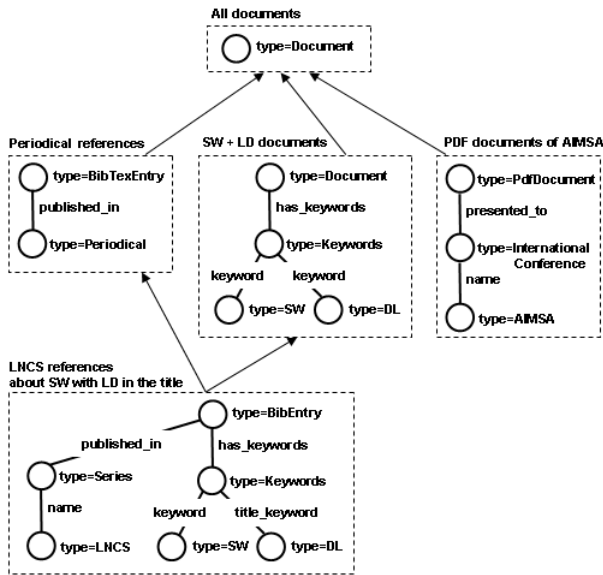 All documents
type=Document
Periodical references
type=BibTexEntry
published_in
type=Periodical
SW + LD documents
type=Document
has_keywords
type=Keywords
keyword
keyword
type=SW
type=DL
PDF documents of AIMSA
type=PdfDocument
presented_to
type=International
Conference
name
type=AIMSA
LNCS references
about SW with LD in the title
type=BibEntry
published_in
has_keywords
type=Series
type=Keywords
name
keyword
title_keyword
type=LNCS
type=SW
type=DL